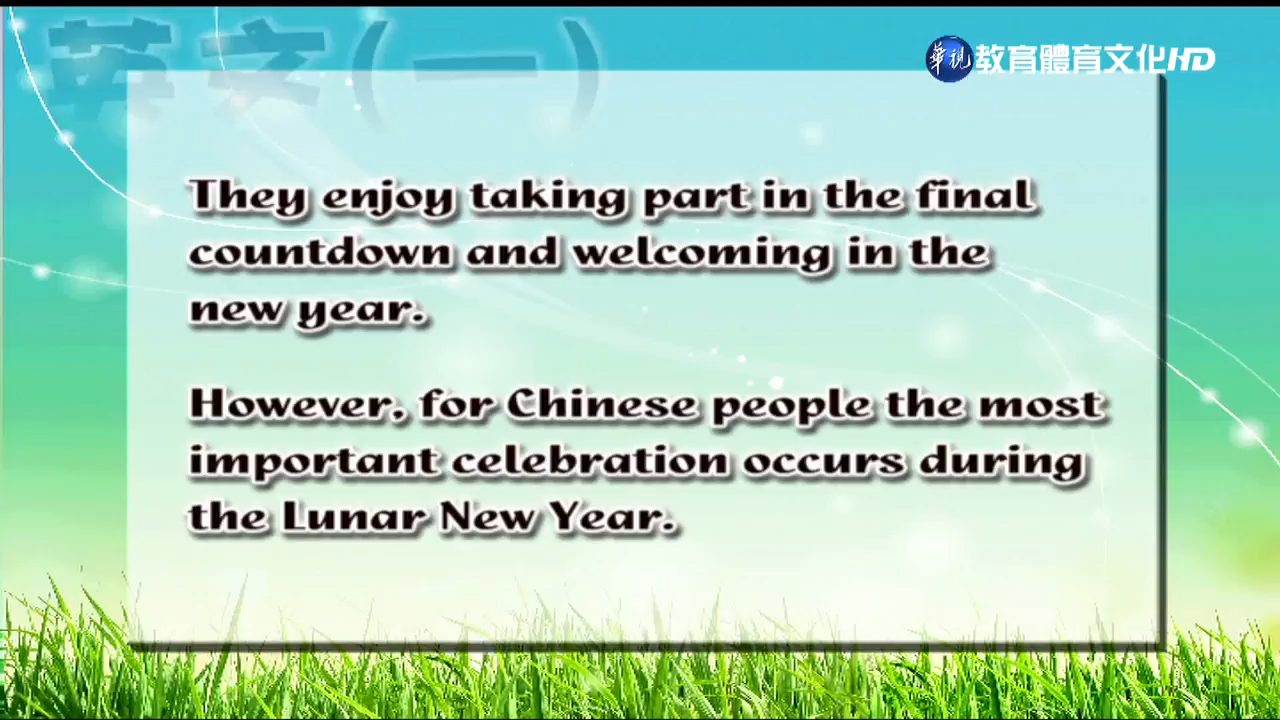 英文(一)
華視 教育體育文化HD
They enjoy taking part in the final
countdown and welcoming in the
new year.
However, for Chinese people the most
important celebration occurs during
the Lunar New Year.